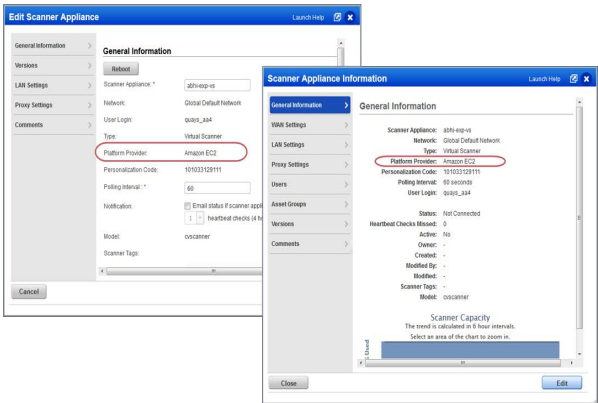 Edit Scanner Appliance
Launch Help
General Information
Versions
LAN Settings
Proxy Settings
Comments
General Information
Reboot
Scanner Appliance: * abhi-exp-vs
Network: Global Default Network
User Login: quays_aa4
Type: Virtual Scanner
Platform Provider: Amazon EC2
Personalization Code: 101033129111
Polling Interval : * 60
Notification: Email status if scanner appli
1 heartbeat checks (4 h
Model: cvscanner
Scanner Tags:
Cancel
Scanner Appliance Information
Launch Help
General Information
WAN Settings
LAN Settings
Proxy Settings
Users
Asset Groups
Versions
Comments
General Information
Scanner Appliance: abhi-exp-vs
Network: Global Default Network
Type: Virtual Scanner
Platform Provider: Amazon EC2
Personalization Code: 101033129111
Polling Interval: 60 seconds
User Login: quays_aa4
Status: Not Connected
Heartbeat Checks Missed: 0
Active: No
Owner: -
Created: -
Modified By: -
Modified: -
Scanner Tags: -
Model: cvscanner
Scanner Capacity
The trend is calculated in 6 hour intervals.
Select an area of the chart to zoom in.
Used
Close
Edit